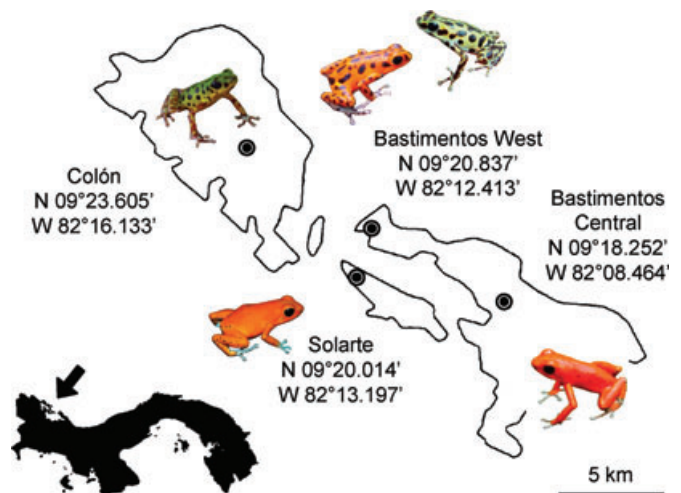 Bastimentos West
N 09°20.837'
W 82°12.413'
Colón
N 09°23.605'
W 82°16.133'
Bastimentos
Central
N 09°18.252'
W 82°08.464'
Solarte
N 09°20.014'
W 82°13.197'
5 km